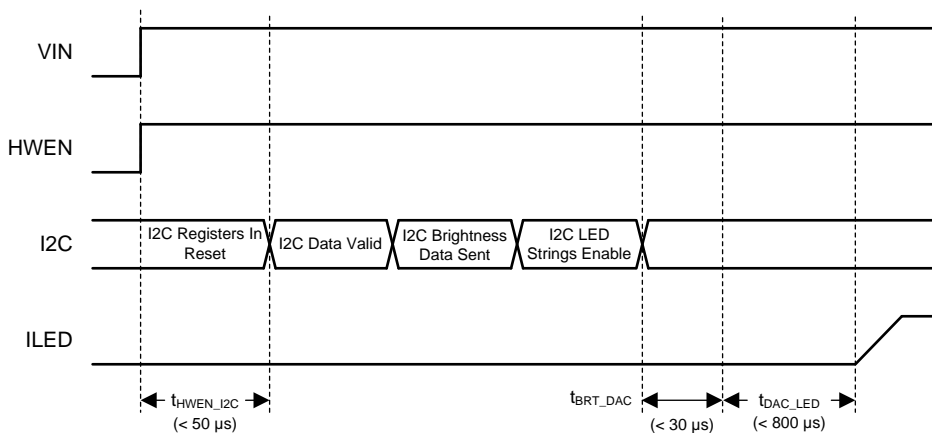 VIN
HWEN
I2C
I2C Registers In
Reset
I2C Data Valid
I2C Brightness
Data Sent
I2C LED
Strings Enable
ILED
tHWEN_I2C
(< 50 µs)
tBRT_DAC
(< 30 µs)
tDAC_LED
(< 800 µs)